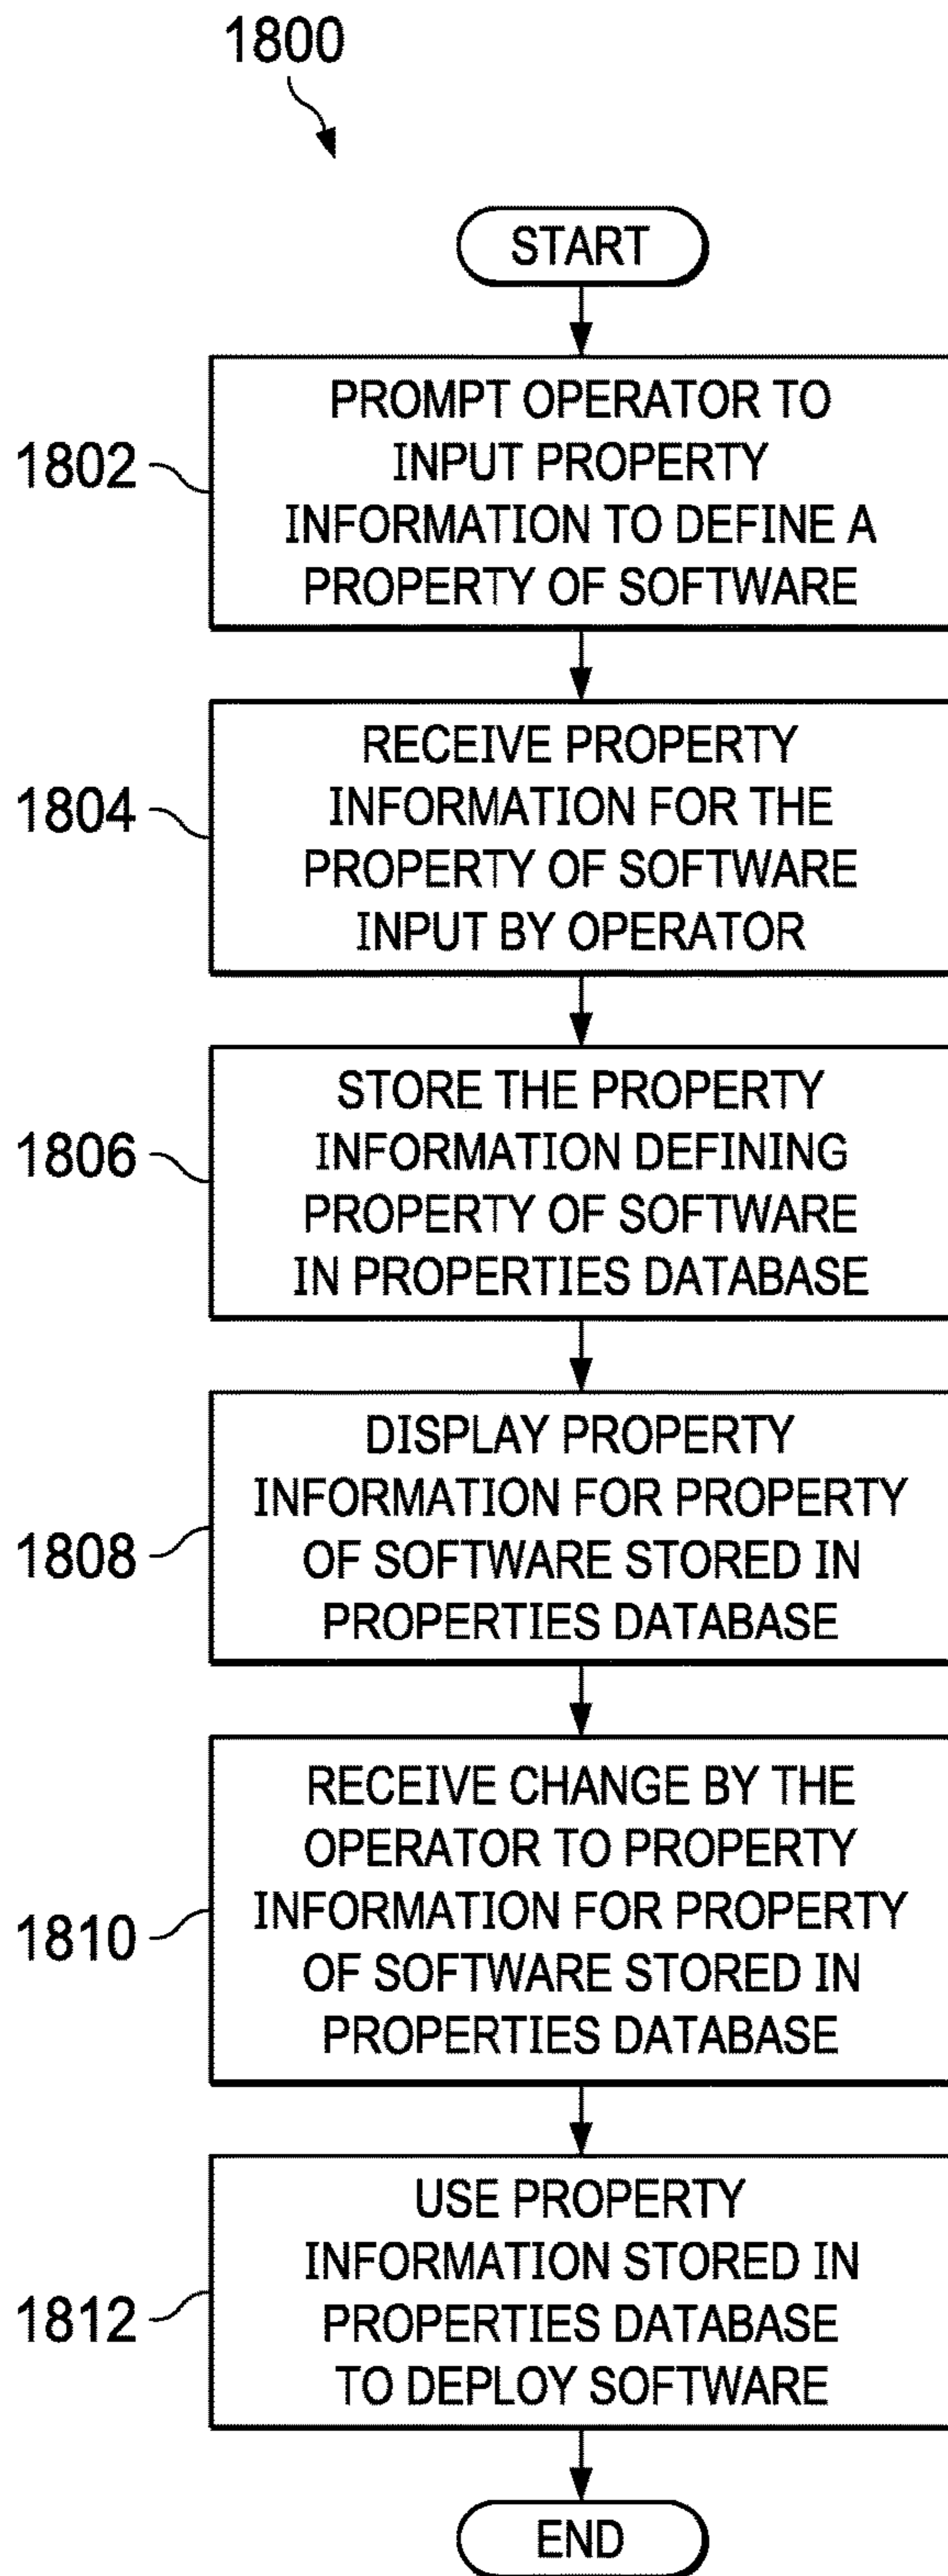 1800
START
1802
PROMPT OPERATOR TO
INPUT PROPERTY
INFORMATION TO DEFINE A
PROPERTY OF SOFTWARE
1804
RECEIVE PROPERTY
INFORMATION FOR THE
PROPERTY OF SOFTWARE
INPUT BY OPERATOR
1806
STORE THE PROPERTY
INFORMATION DEFINING
PROPERTY OF SOFTWARE
IN PROPERTIES DATABASE
1808
DISPLAY PROPERTY
INFORMATION FOR PROPERTY
OF SOFTWARE STORED IN
PROPERTIES DATABASE
1810
RECEIVE CHANGE BY THE
OPERATOR TO PROPERTY
INFORMATION FOR PROPERTY
OF SOFTWARE STORED IN
PROPERTIES DATABASE
1812
USE PROPERTY
INFORMATION STORED IN
PROPERTIES DATABASE
TO DEPLOY SOFTWARE
END